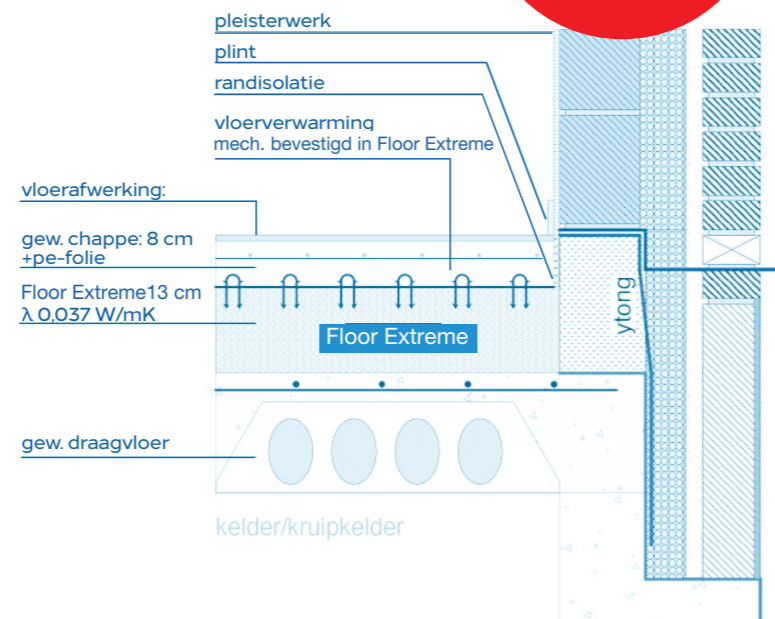 pleisterwerk
plint
randisolatie
vloerverwarming
mech. bevestigd in Floor Extreme
vloerafwerking:
gew. chappe: 8 cm
+pe-folie
Floor Extreme13 cm
λ 0,037 W/mK
Floor Extreme
ytong
gew. draagvloer
kelder/kruipkelder